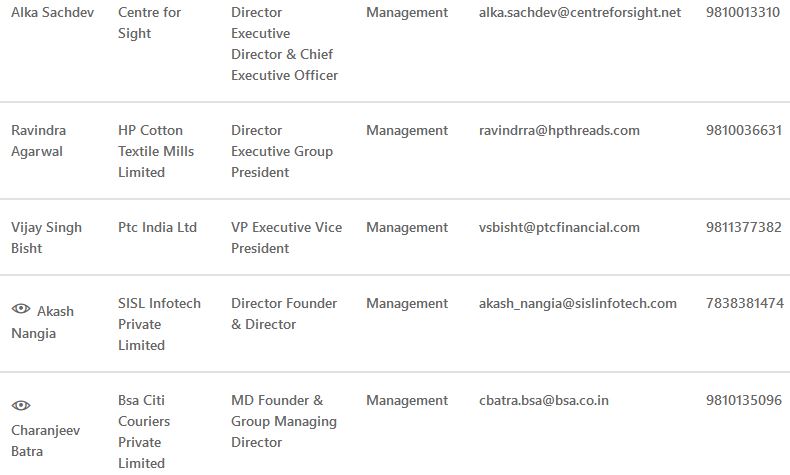 Alka Sachdev
Centre for
Sight
Director
Executive
Director & Chief
Executive Officer
Management
alka.sachdev@centreforsight.net
9810013310
Ravindra
Agarwal
HP Cotton
Textile Mills
Limited
Director
Executive Group
President
Management
ravindrra@hpthreads.com
9810036631
Vijay Singh
Bisht
Ptc India Ltd
VP Executive Vice
President
Management
vsbisht@ptcfinancial.com
9811377382
Akash
Nangia
SISL Infotech
Private
Limited
Director Founder
& Director
Management
akash_nangia@sislinfotech.com
7838381474
Charanjeev
Batra
Bsa Citi
Couriers
Private
Limited
MD Founder &
Group Managing
Director
Management
cbatra.bsa@bsa.co.in
9810135096